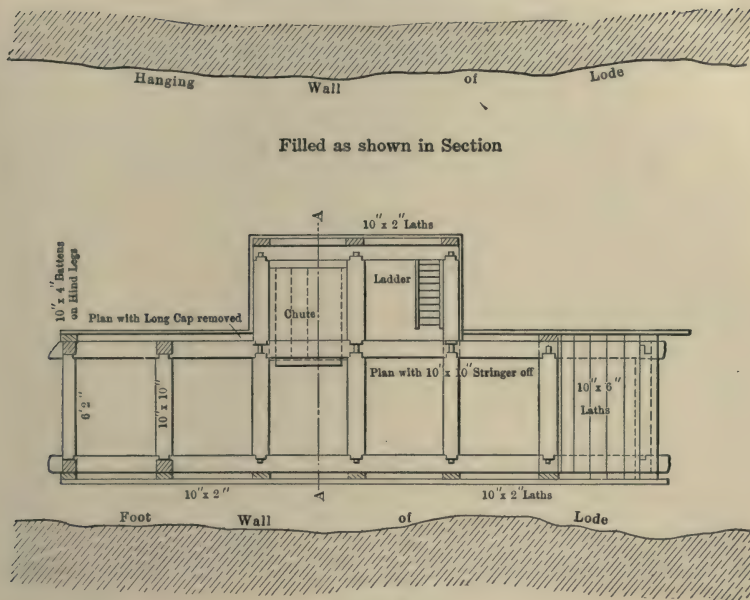 Hanging Wall of Lode
Filled as shown in Section
A
10" x 2" Laths
10" x 4" Battens
on Hind Legs
Ladder
Chute
Plan with Long Cap removed
Plan with 10" x 10" Stringer off
6' 2"
10" x 10"
10" x 6"
Laths
10" x 2"
A
10" x 2" Laths
Foot Wall of Lode